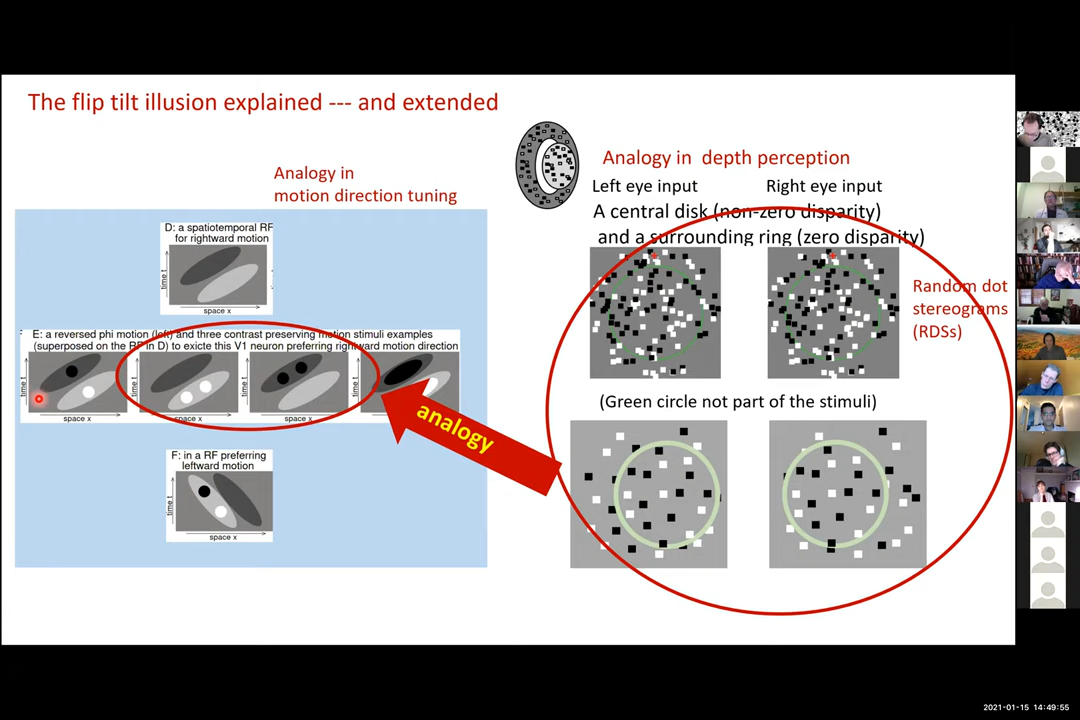 The flip tilt illusion explained --- and extended
Analogy in
motion direction tuning
D: a spatiotemporal RF
for rightward motion
time t
space x
E: a reversed phi motion (left) and three contrast preserving motion stimuli examples
(superposed on the RF in D) to exicte this V1 neuron preferring rightward motion direction
time t
space x
time t
space x
time t
space x
time t
space x
analogy
F: in a RF preferring
leftward motion
time t
space x
Analogy in depth perception
Left eye input Right eye input
A central disk (non-zero disparity)
and a surrounding ring (zero disparity)
Random dot
stereograms
(RDSs)
(Green circle not part of the stimuli)
2021-01-15 14:49:55